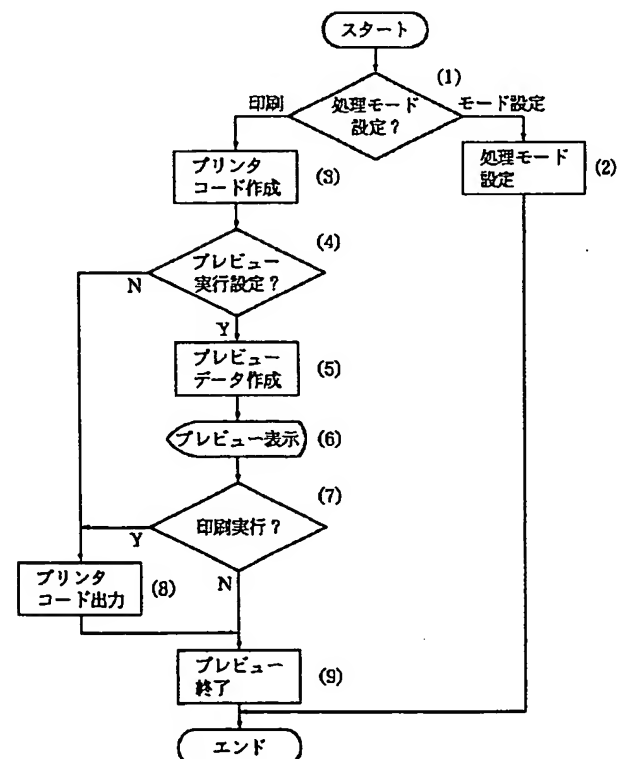 スタート
(1)
印刷
処理モード
設定？
モード設定
プリンタ
コード作成
(3)
処理モード
設定
(2)
(4)
プレビュー
実行設定？
N
Y
プレビュー
データ作成
(5)
プレビュー表示
(6)
(7)
印刷実行？
Y
N
プリンタ
コード出力
(8)
プレビュー
終了
(9)
エンド